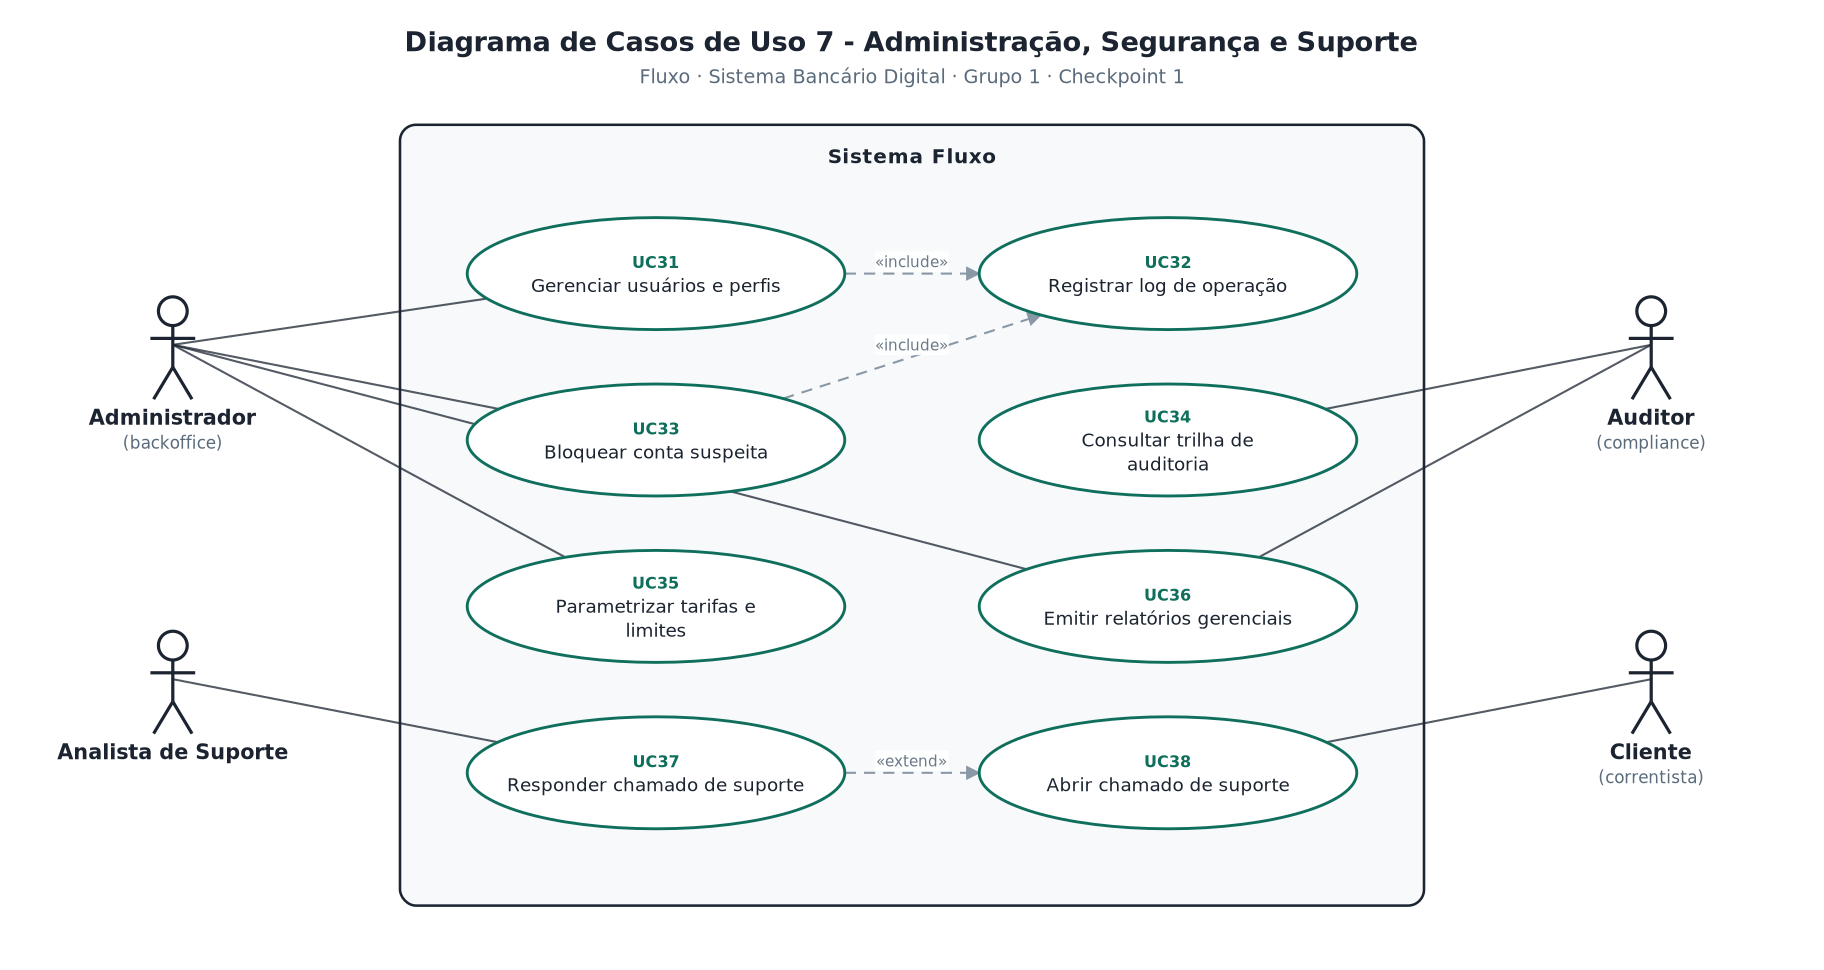 Diagrama de Casos de Uso 7 - Administração, Segurança e Suporte
Fluxo · Sistema Bancário Digital · Grupo 1 · Checkpoint 1
Sistema Fluxo
UC31
Gerenciar usuários e perfis
«include»
UC32
Registrar log de operação
«include»
Administrador
(backoffice)
UC33
Bloquear conta suspeita
UC34
Consultar trilha de
auditoria
Auditor
(compliance)
UC35
Parametrizar tarifas e
limites
UC36
Emitir relatórios gerenciais
Analista de Suporte
UC37
Responder chamado de suporte
«extend»
UC38
Abrir chamado de suporte
Cliente
(correntista)